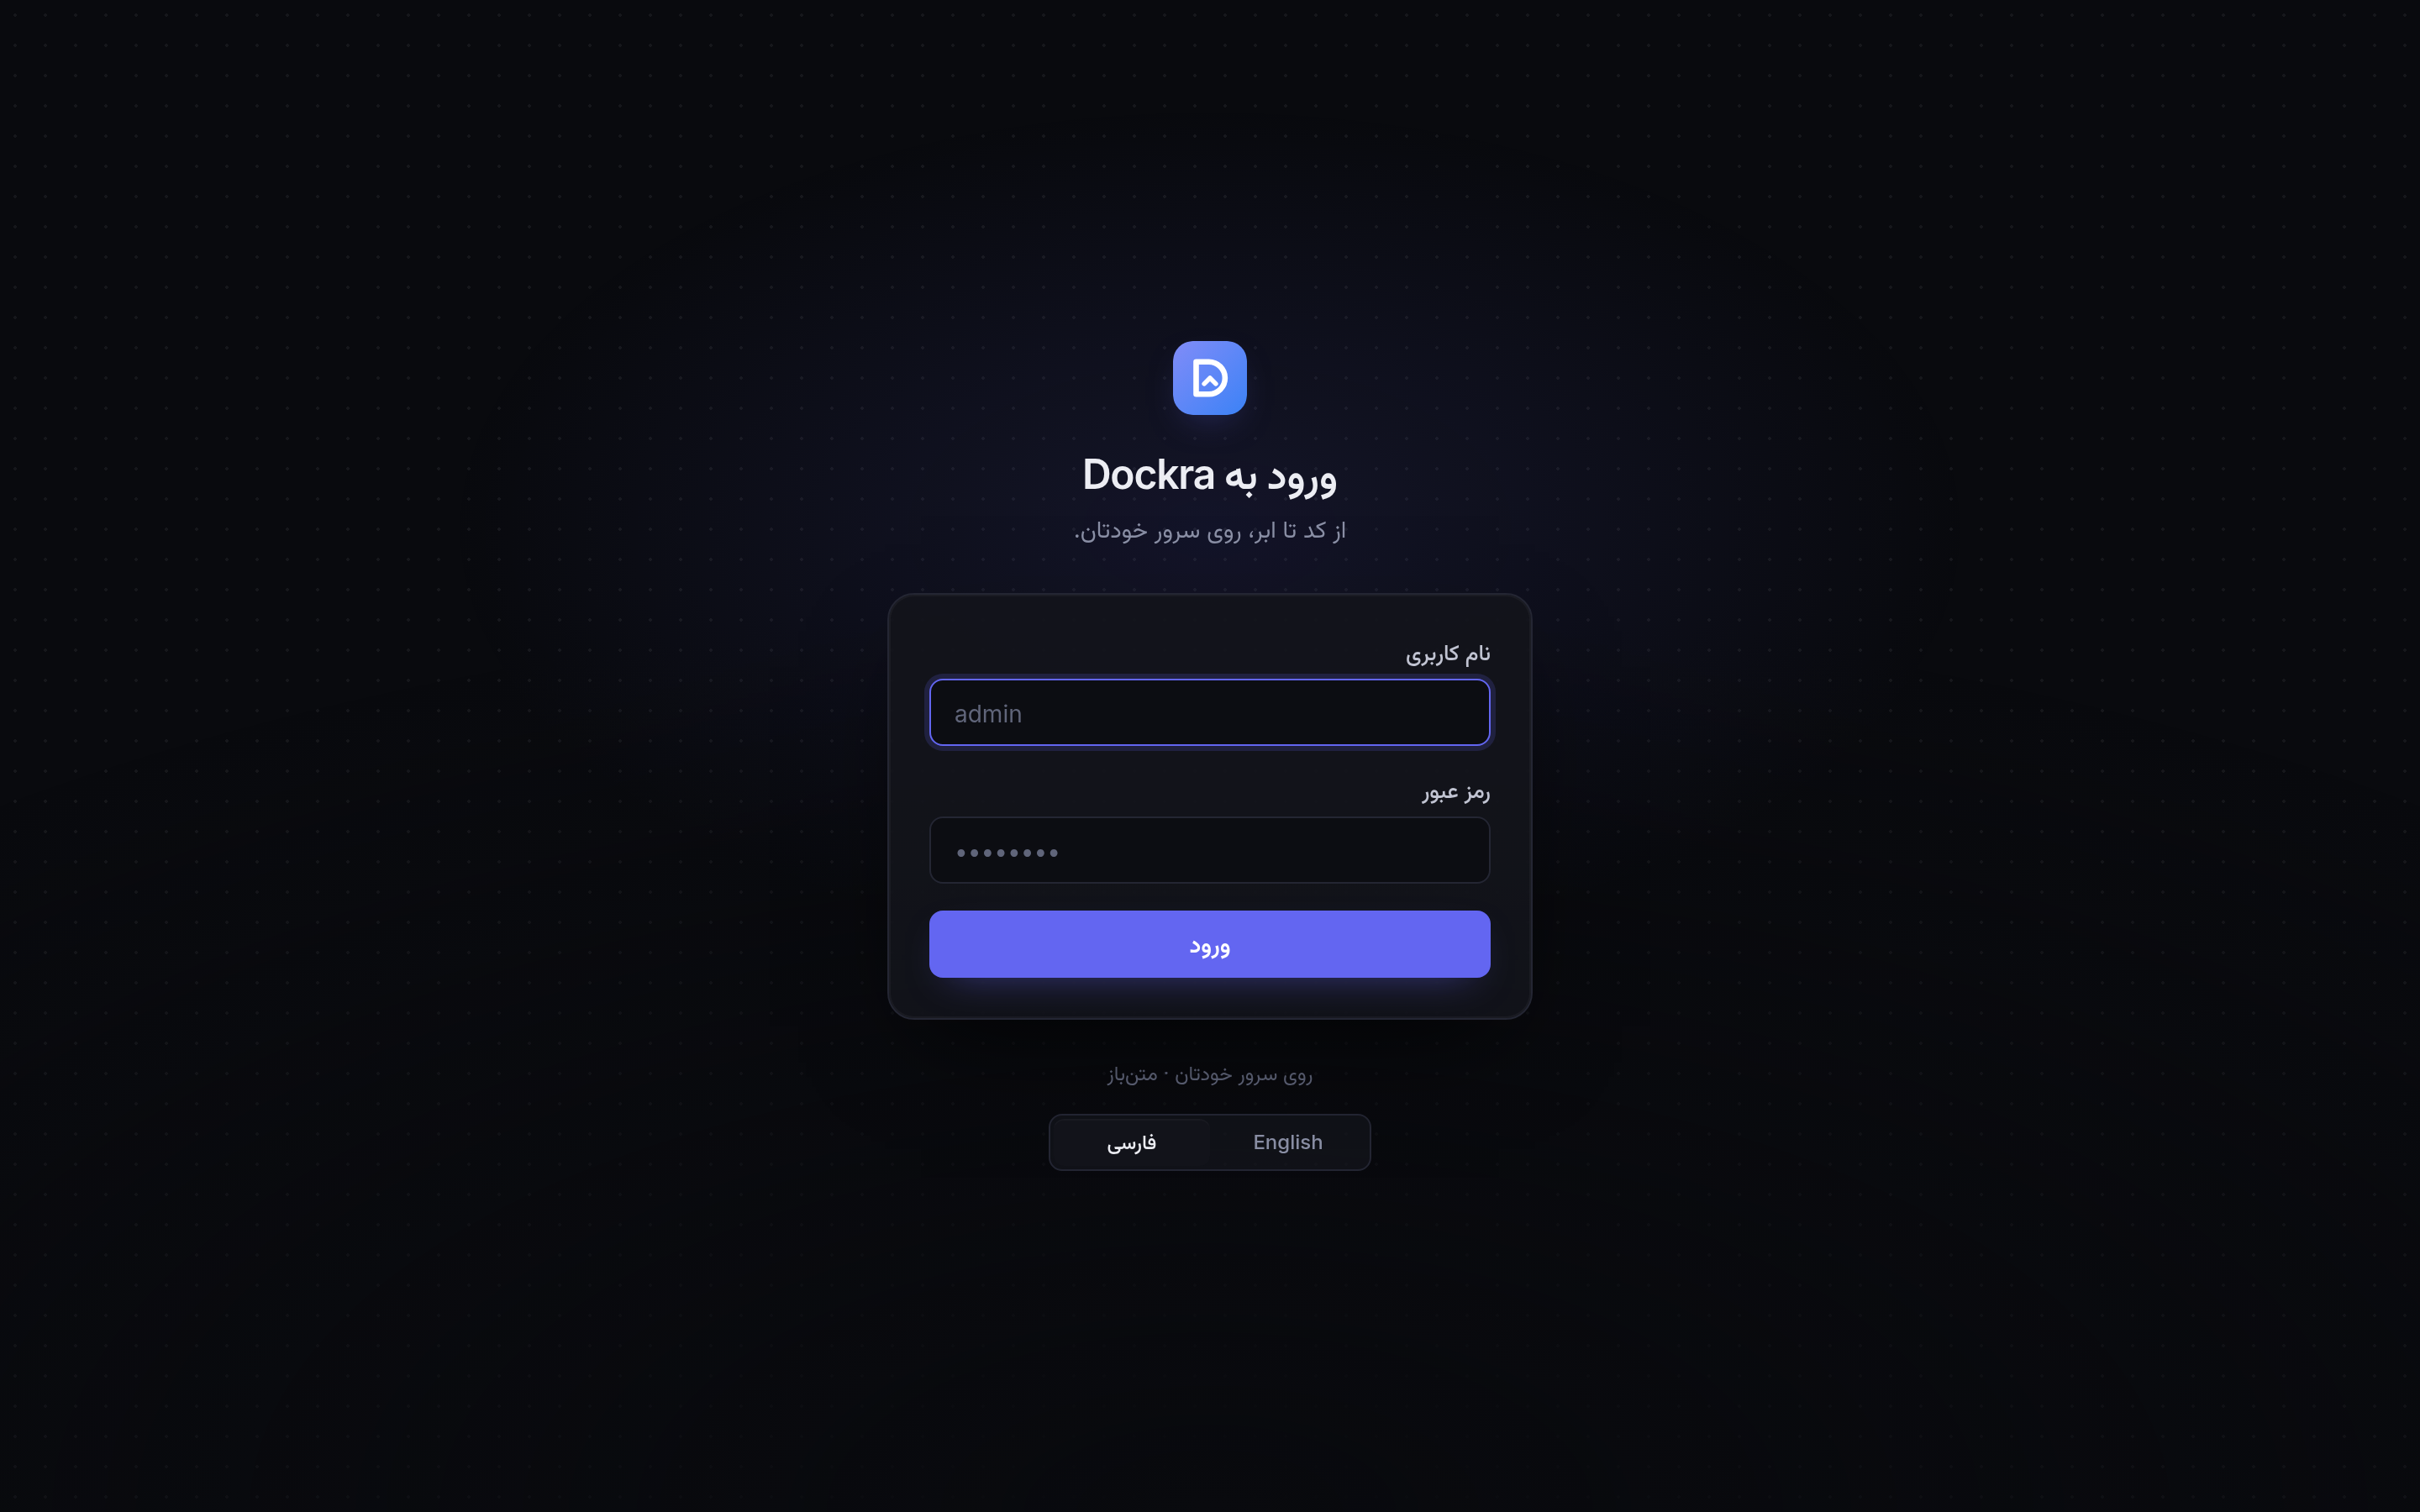 ورود به Dockra
از کد تا ابر، روی سرور خودتان.
نام کاربری
admin
رمز عبور
••••••••
ورود
روی سرور خودتان · متن‌باز
English
فارسی